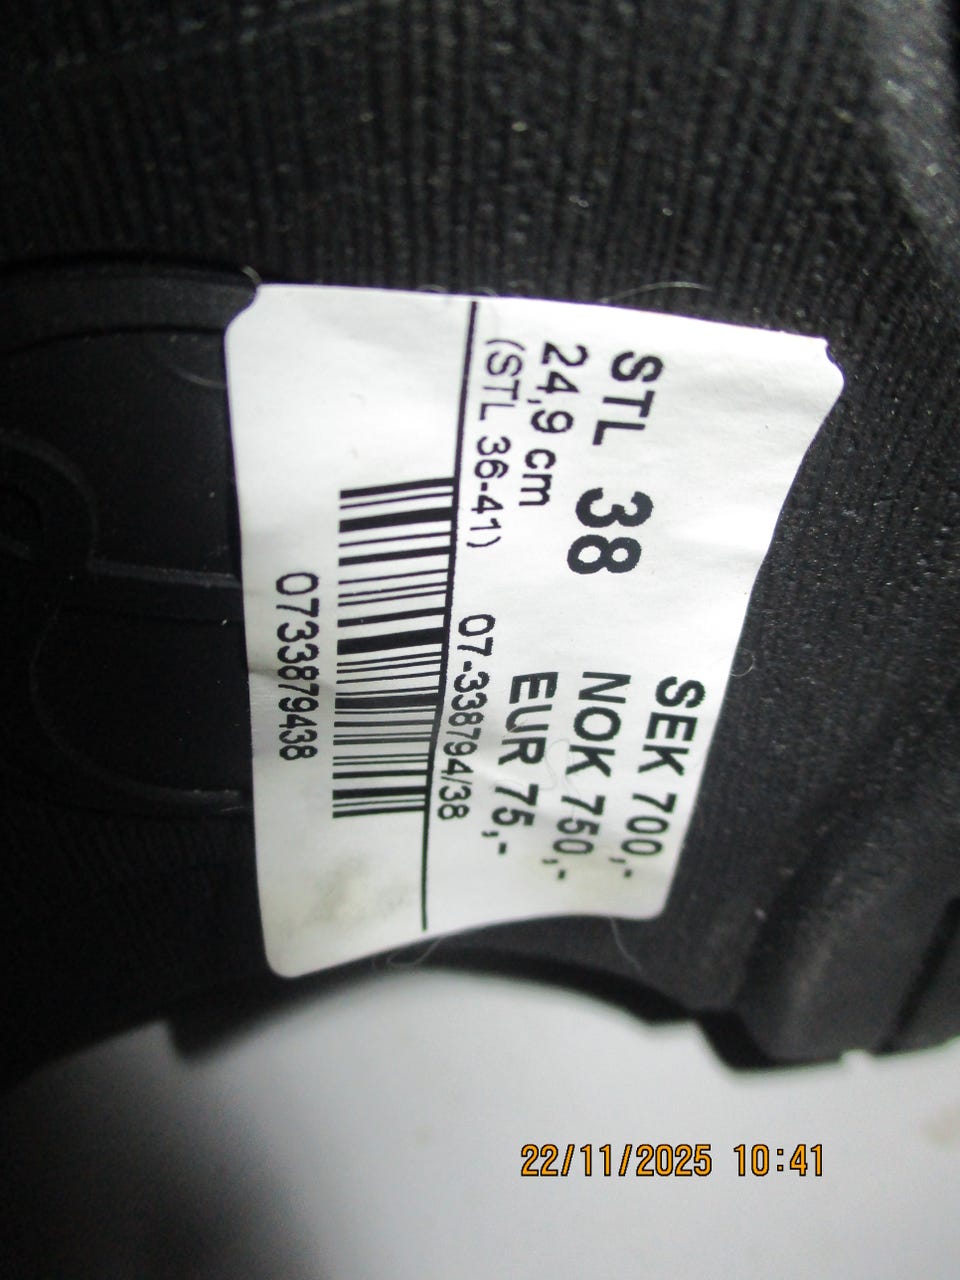 STL 38
24,9 cm
(STL 36-41)
SEK 700,-
NOK 750,-
EUR 75,-
07-338794/38
0733879438
22/11/2025 10:41